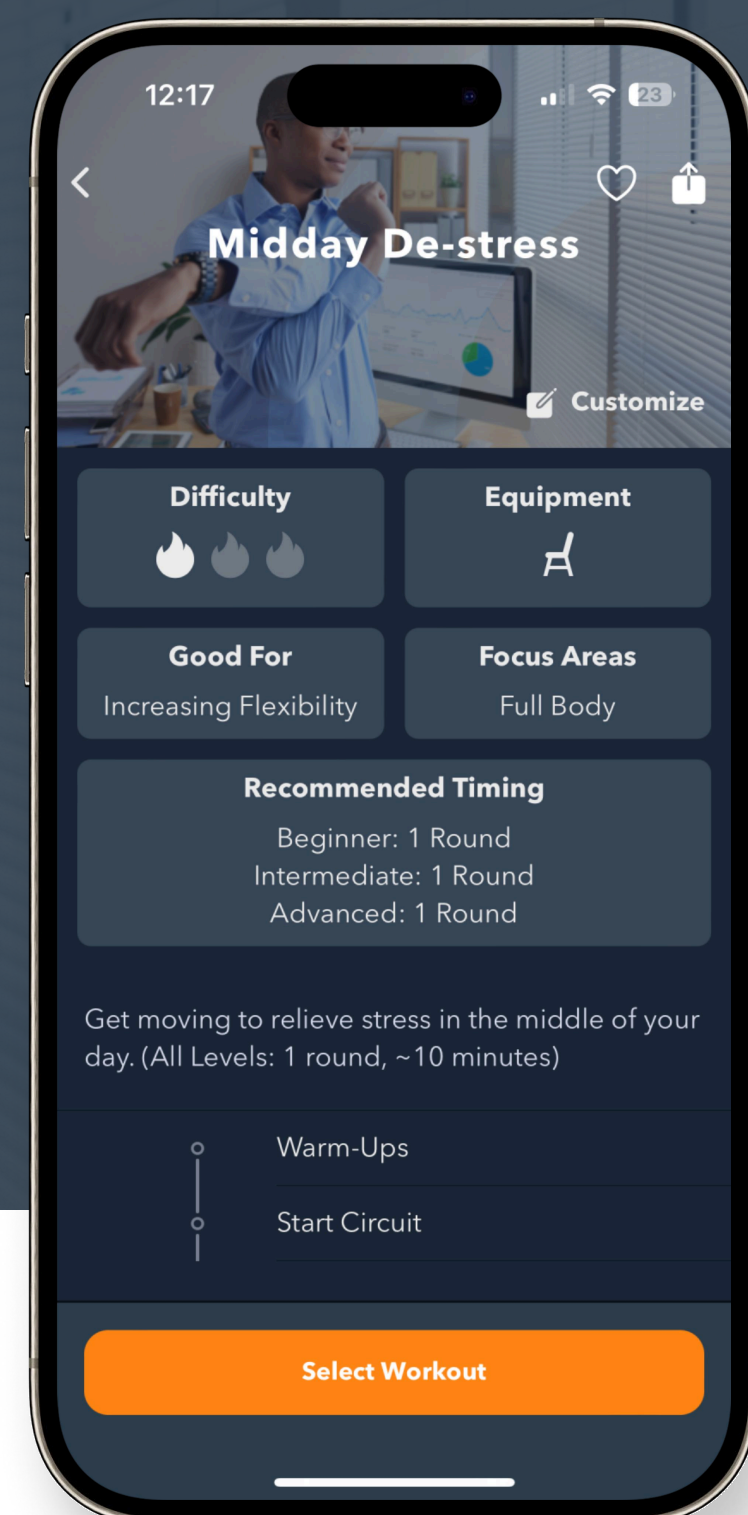 12:17
23
Midday De-stress
Customize
Difficulty
Equipment
Good For
Increasing Flexibility
Focus Areas
Full Body
Recommended Timing
Beginner: 1 Round
Intermediate: 1 Round
Advanced: 1 Round
Get moving to relieve stress in the middle of your
day. (All Levels: 1 round, ~10 minutes)
Warm-Ups
Start Circuit
Select Workout